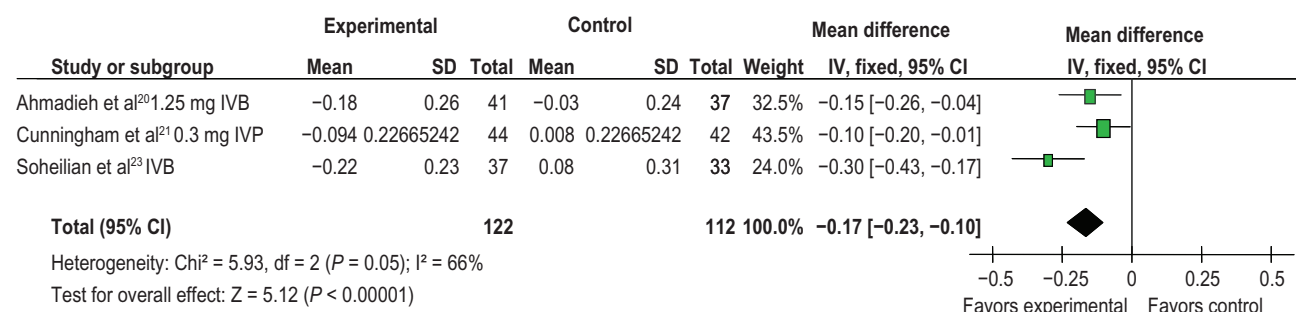 Experimental Control Mean difference Mean difference
Study or subgroup Mean SD Total Mean SD Total Weight IV, fixed, 95% CI IV, fixed, 95% CI
Ahmadieh et al²⁰1.25 mg IVB −0.18 0.26 41 −0.03 0.24 37 32.5% −0.15 [−0.26, −0.04]
Cunningham et al²¹ 0.3 mg IVP −0.094 0.22665242 44 0.008 0.22665242 42 43.5% −0.10 [−0.20, −0.01]
Soheilian et al²³ IVB −0.22 0.23 37 0.08 0.31 33 24.0% −0.30 [−0.43, −0.17]
Total (95% CI) 122 112 100.0% −0.17 [−0.23, −0.10]
Heterogeneity: Chi² = 5.93, df = 2 (P = 0.05); I² = 66%
Test for overall effect: Z = 5.12 (P < 0.00001)
−0.5 −0.25 0 0.25 0.5
Favors experimental Favors control